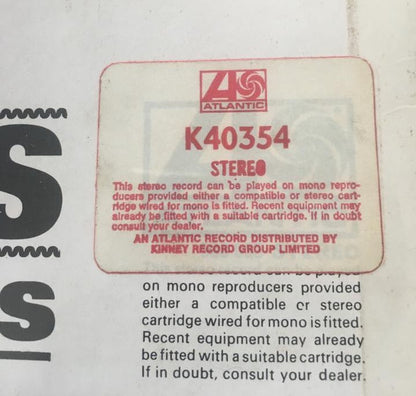 ATLANTIC
K40354
STEREO
This stereo record can be played on mono repro-
ducers provided either a compatible or stereo cart-
ridge wired for mono is fitted. Recent equipment may
already be fitted with a suitable cartridge. If in doubt
consult your dealer.
AN ATLANTIC RECORD DISTRIBUTED BY
KINNEY RECORD GROUP LIMITED
S
s
on mono reproducers provided
either a compatible or stereo
cartridge wired for mono is fitted.
Recent equipment may already
be fitted with a suitable cartridge.
If in doubt, consult your dealer.